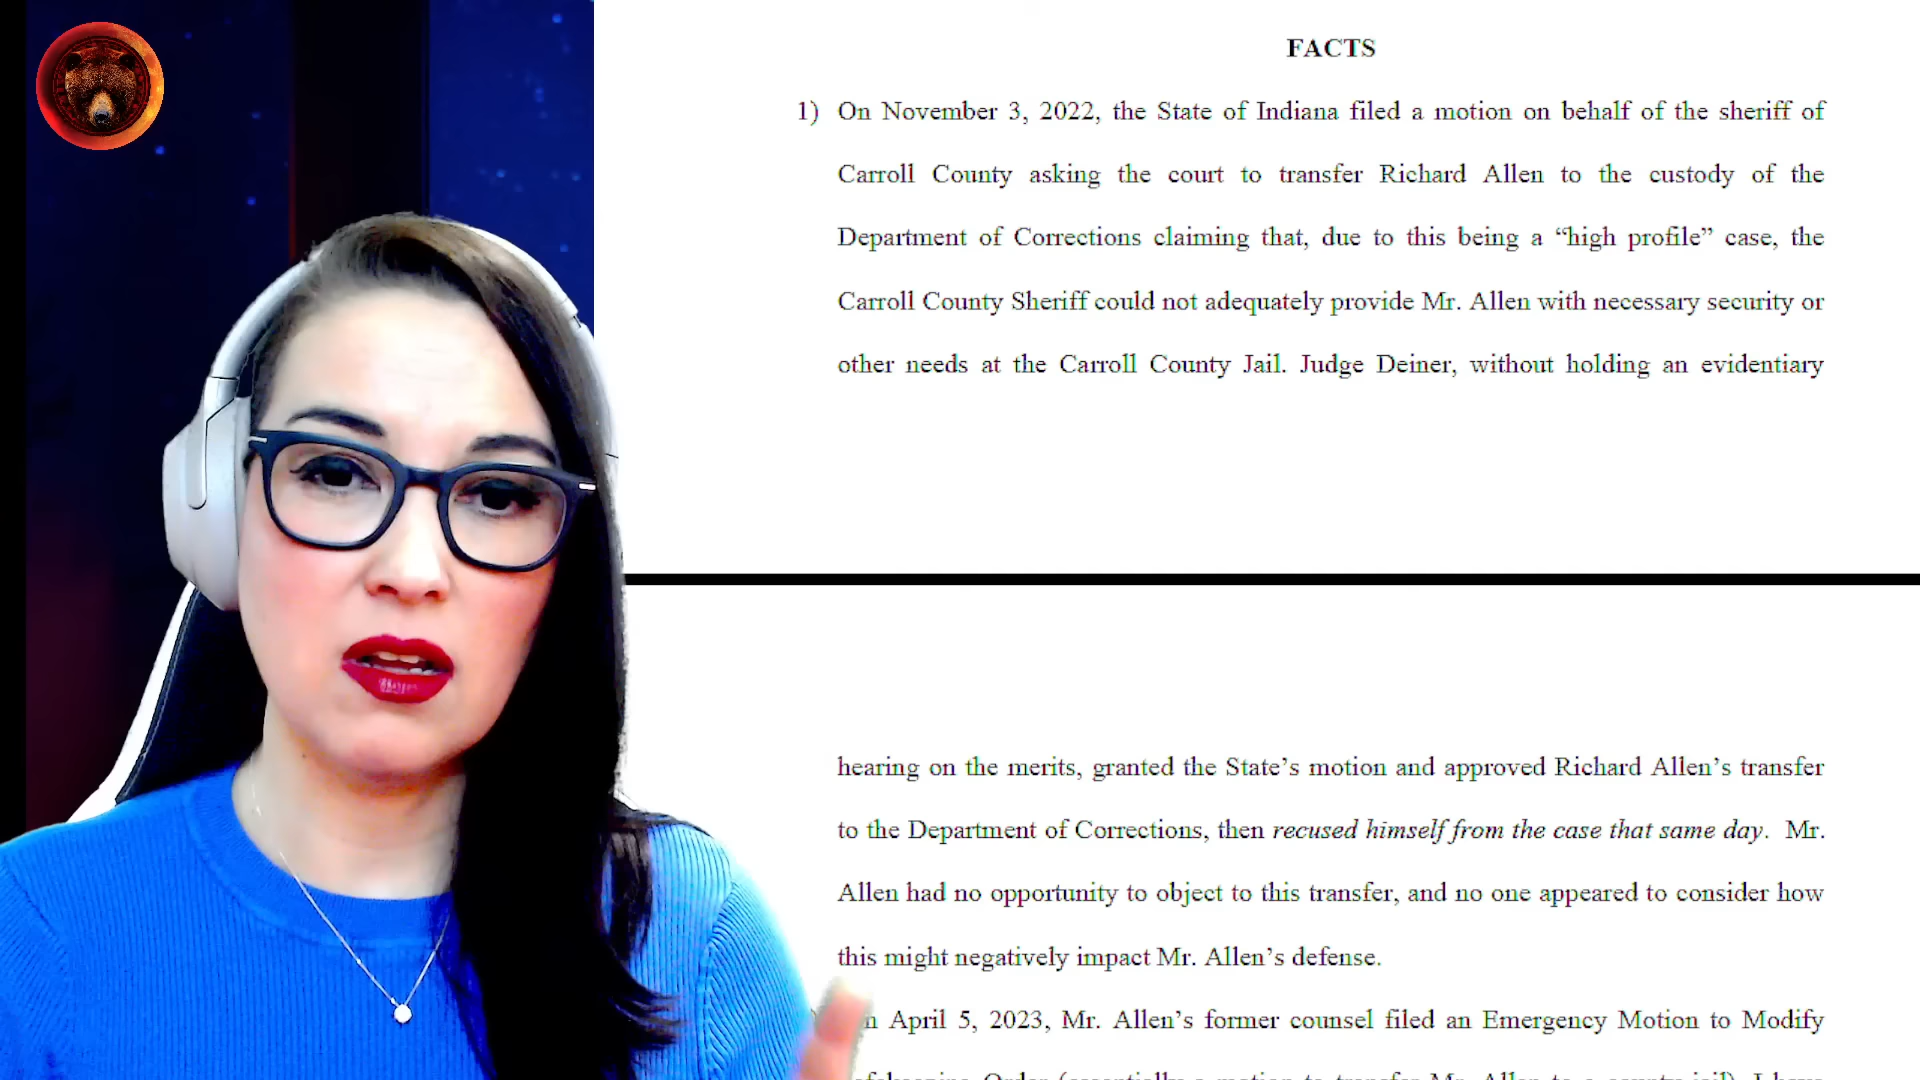 FACTS
1) On November 3, 2022, the State of Indiana filed a motion on behalf of the sheriff of
Carroll County asking the court to transfer Richard Allen to the custody of the
Department of Corrections claiming that, due to this being a “high profile” case, the
Carroll County Sheriff could not adequately provide Mr. Allen with necessary security or
other needs at the Carroll County Jail. Judge Deiner, without holding an evidentiary
hearing on the merits, granted the State’s motion and approved Richard Allen’s transfer
to the Department of Corrections, then recused himself from the case that same day. Mr.
Allen had no opportunity to object to this transfer, and no one appeared to consider how
this might negatively impact Mr. Allen’s defense.
April 5, 2023, Mr. Allen’s former counsel filed an Emergency Motion to Modify